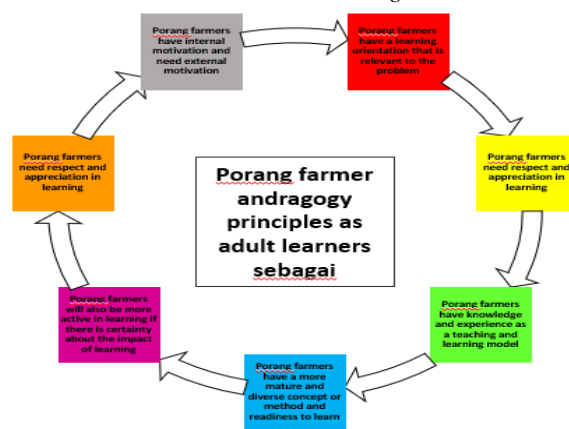 Porang farmers
have internal
motivation and
need external
motivation
Porang farmers
have a learning
orientation that is
relevant to the
problem
Porang farmers
need respect and
appreciation in
learning
Porang farmers
have knowledge
and experience as
a teaching and
learning model
Porang farmers
have a more
mature and
diverse concept or
method and
readiness to learn
Porang farmers
will also be more
active in learning if
there is certainty
about the impact
of learning
Porang farmers
need respect and
appreciation in
learning
Porang farmer
andragogy
principles as
adult learners
sebagai